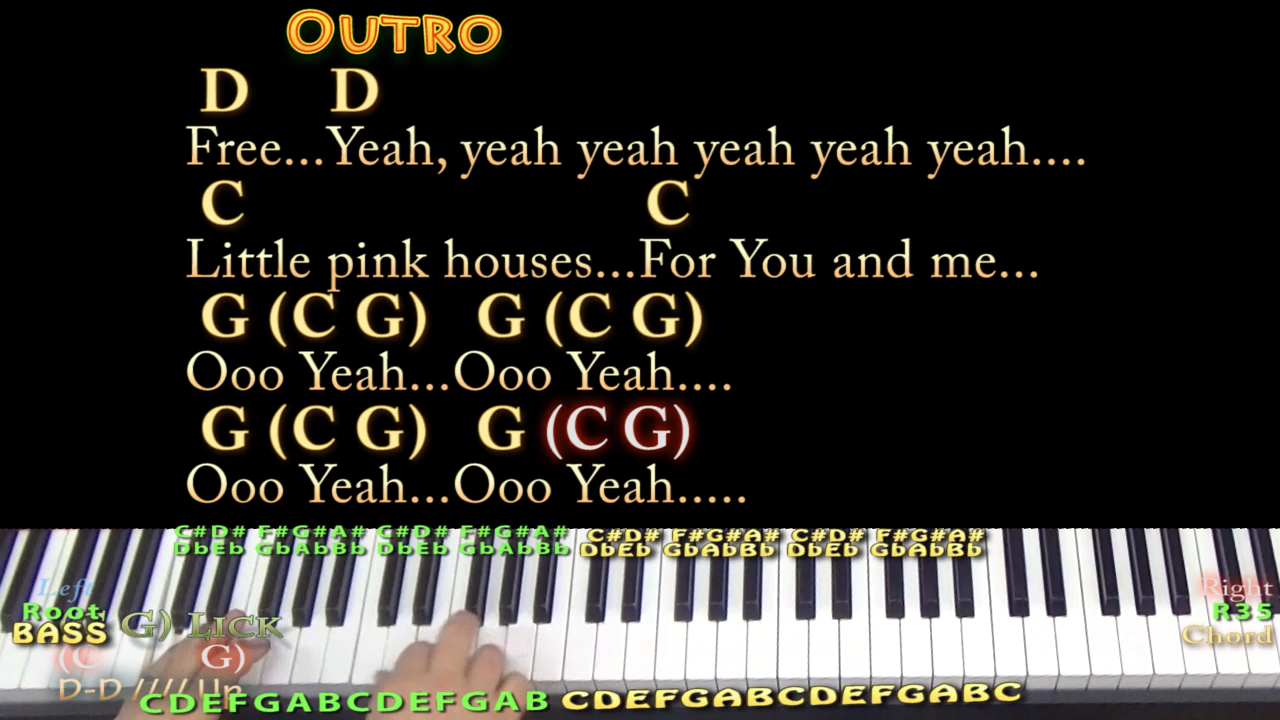 OUTRO
D D
Free...Yeah, yeah yeah yeah yeah yeah....
C C
Little pink houses...For You and me...
G (C G) G (C G)
Ooo Yeah...Ooo Yeah....
G (C G) G (C G)
Ooo Yeah...Ooo Yeah.....
C#D# F#G#A# C#D# F#G#A# C#D# F#G#A# C#D# F#G#A#
DbEb GbAbBb DbEb GbAbBb DbEb GbAbBb DbEb GbAbBb
Left
Root
BASS
G) LICK
(C G)
D-D //// Up
Right
R35
Chord
CDEFGABCDEFGAB CDEFGABCDEFGABC